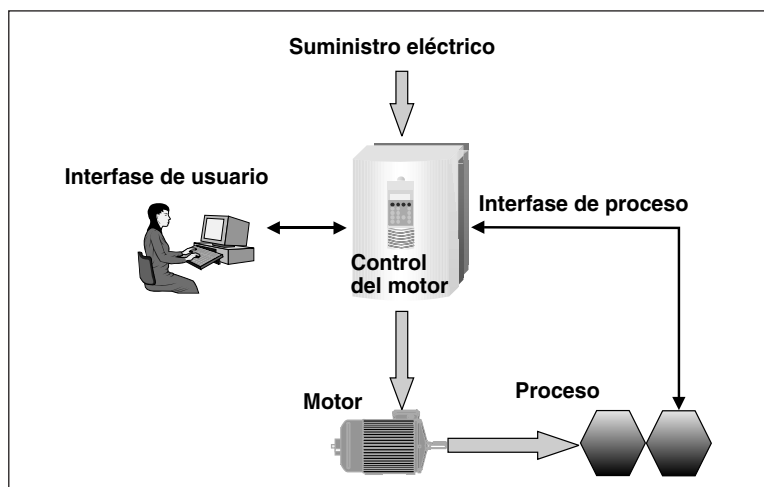 Suministro eléctrico
Interfase de usuario
Interfase de proceso
Control
del motor
Motor
Proceso